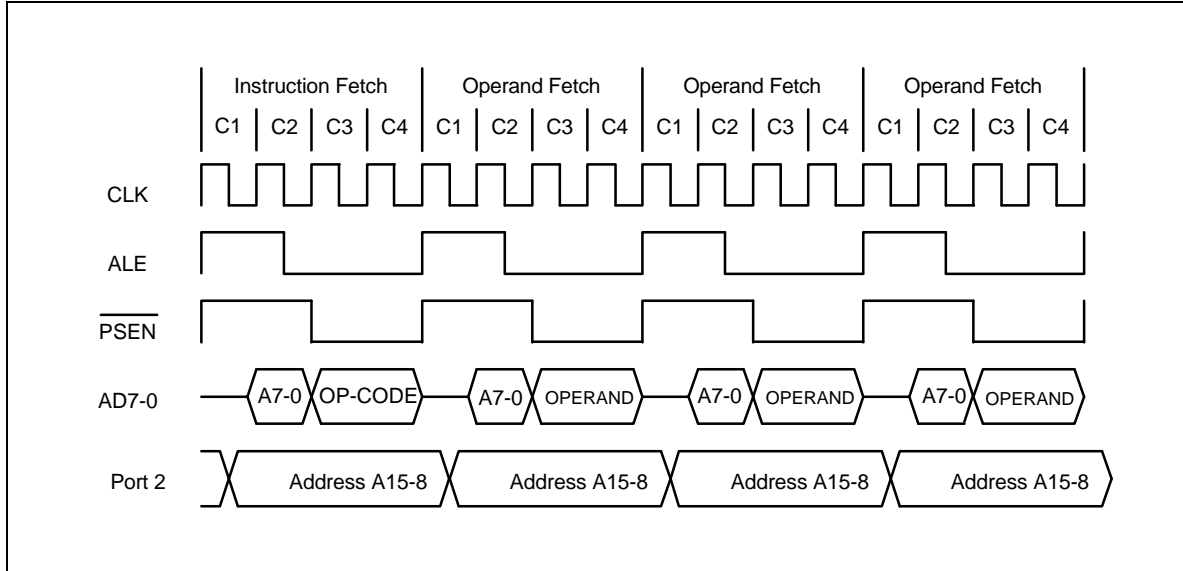 Instruction Fetch Operand Fetch Operand Fetch Operand Fetch
C1 C2 C3 C4 C1 C2 C3 C4 C1 C2 C3 C4 C1 C2 C3 C4
CLK
ALE
PSEN
AD7-0 A7-0 OP-CODE A7-0 OPERAND A7-0 OPERAND A7-0 OPERAND
Port 2 Address A15-8 Address A15-8 Address A15-8 Address A15-8